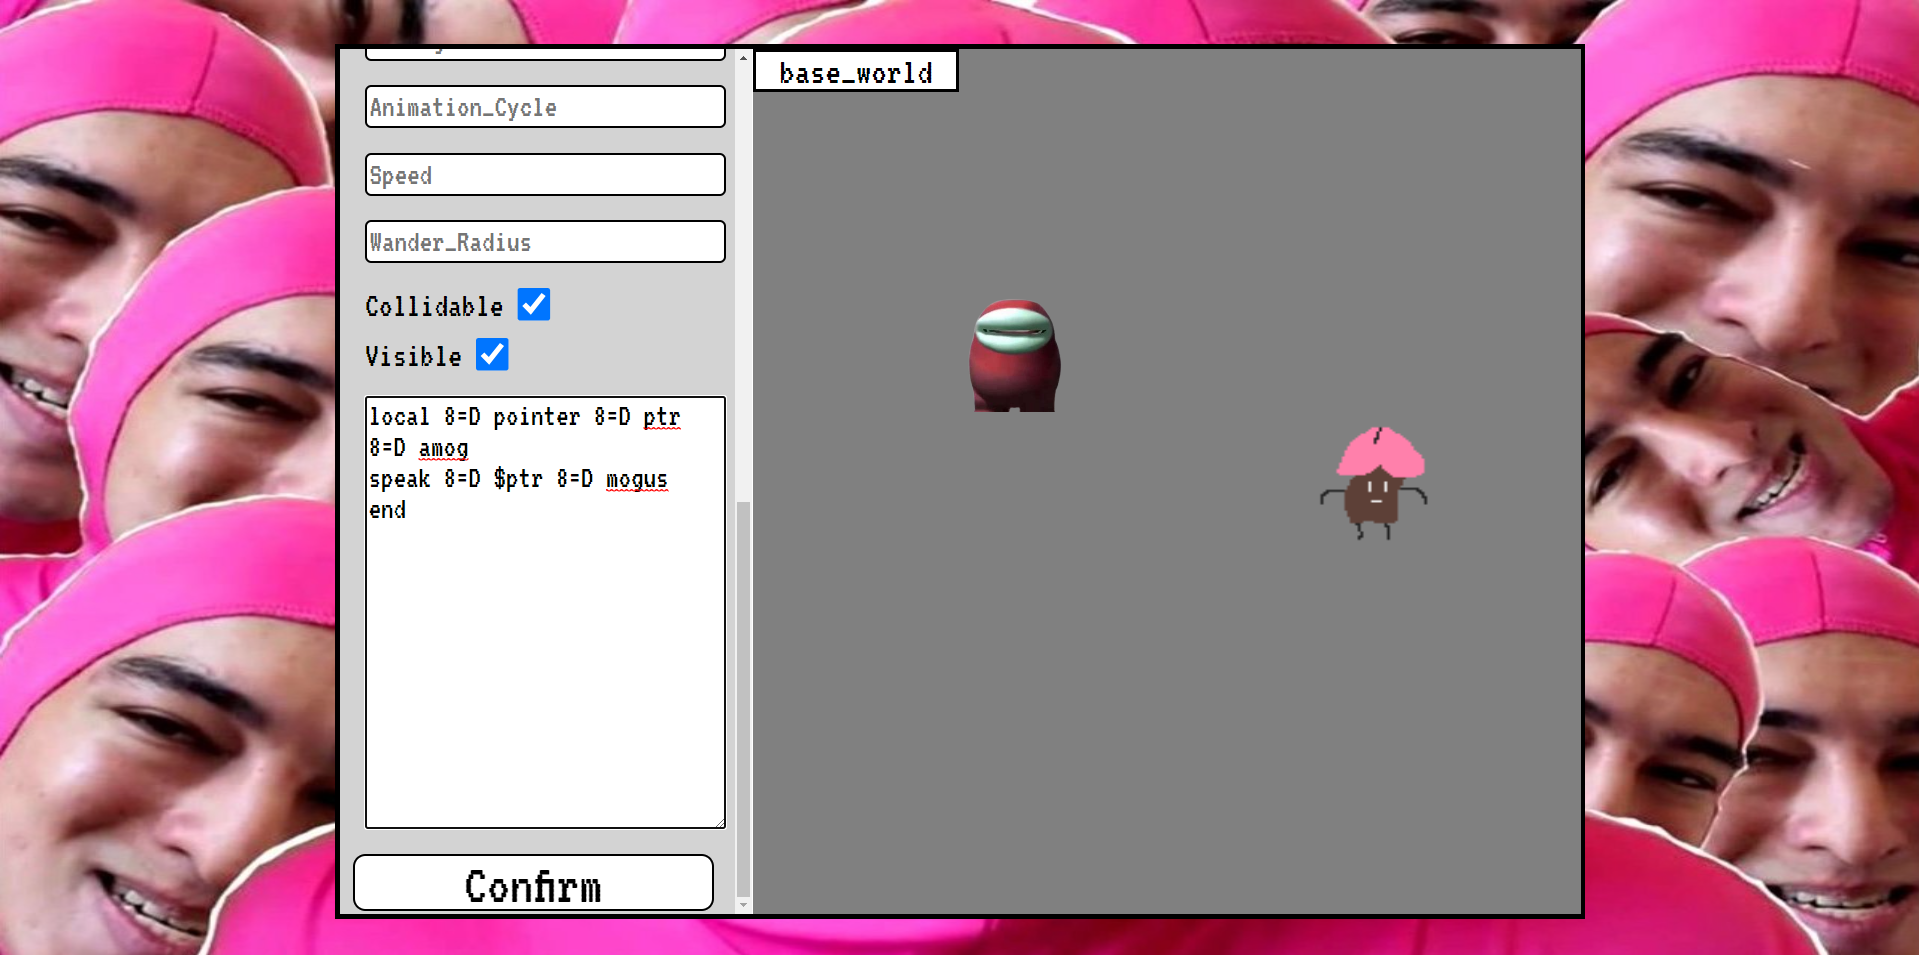 Animation_Cycle
Speed
Wander_Radius
Collidable
Visible
local 8=D pointer 8=D ptr
8=D amog
speak 8=D $ptr 8=D mogus
end
Confirm
base_world